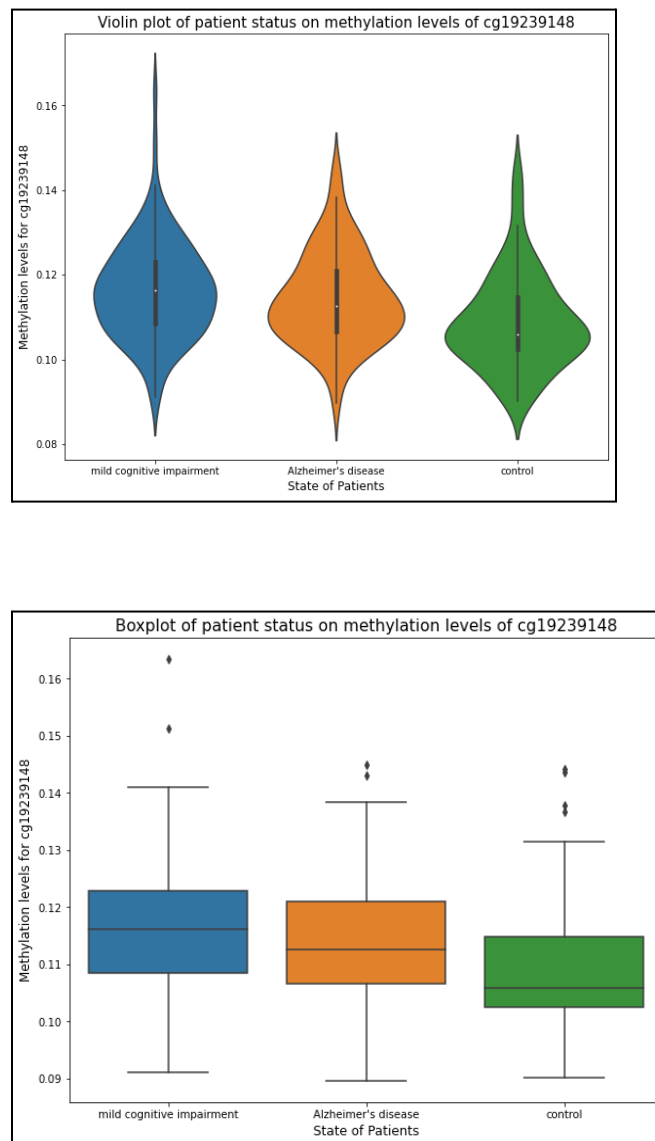 Violin plot of patient status on methylation levels of cg19239148
Methylation levels for cg19239148
0.16
0.14
0.12
0.10
0.08
mild cognitive impairment
Alzheimer's disease
control
State of Patients
Boxplot of patient status on methylation levels of cg19239148
Methylation levels for cg19239148
0.16
0.15
0.14
0.13
0.12
0.11
0.10
0.09
mild cognitive impairment
Alzheimer's disease
control
State of Patients